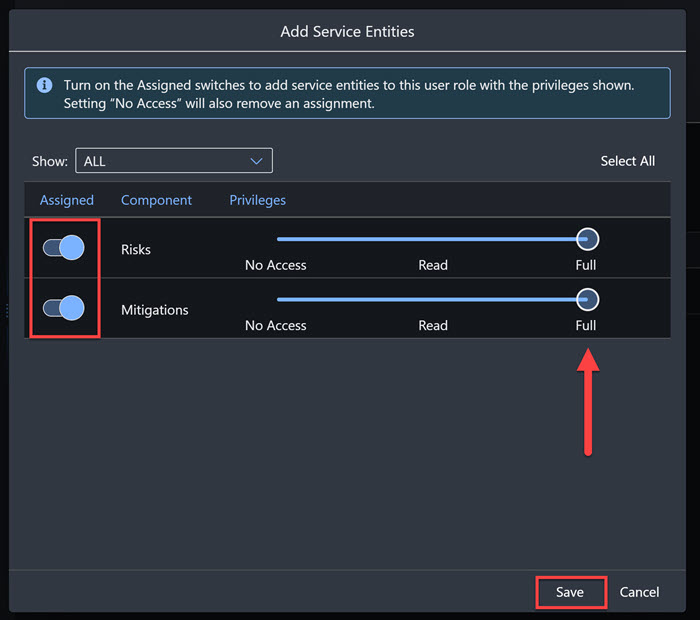 Add Service Entities
Turn on the Assigned switches to add service entities to this user role with the privileges shown.
Setting "No Access" will also remove an assignment.
Show: ALL Select All
Assigned Component Privileges
Risks
No Access Read Full
Mitigations
No Access Read Full
Save Cancel